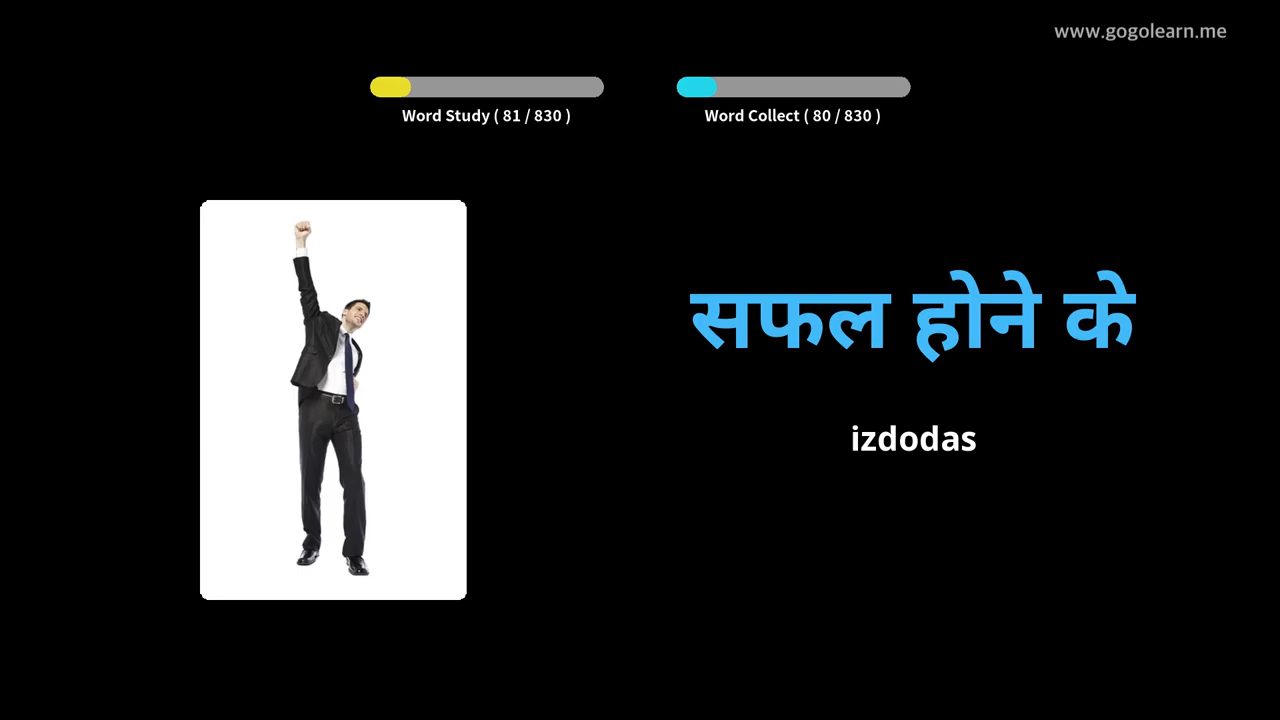 www.gogolearn.me
Word Study ( 81 / 830 )
Word Collect ( 80 / 830 )
सफल होने के
izdodas